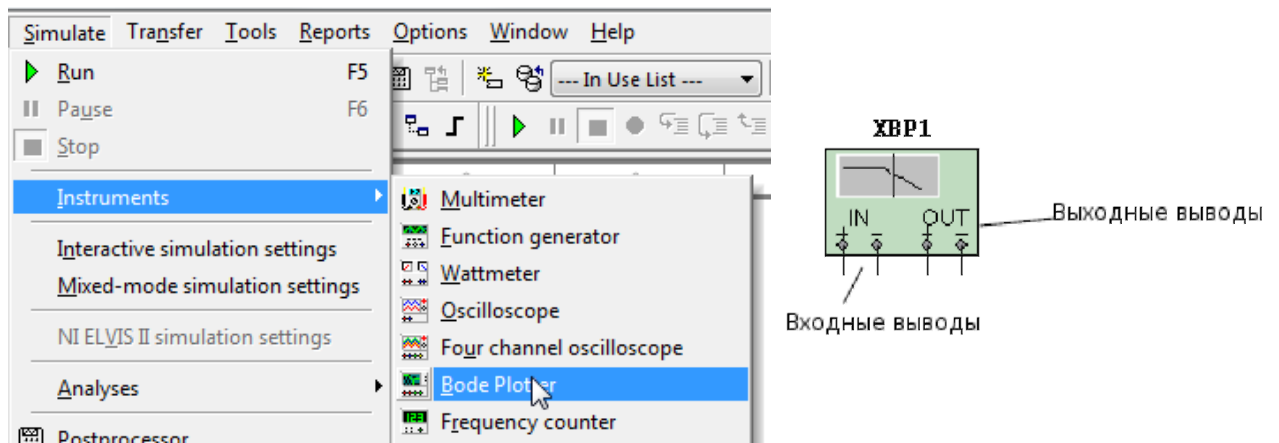 Simulate Transfer Tools Reports Options Window Help
Run F5
Pause F6
Stop
Instruments
Interactive simulation settings
Mixed-mode simulation settings
NI ELVIS II simulation settings
Analyses
Postprocessor
--- In Use List ---
Multimeter
Function generator
Wattmeter
Oscilloscope
Four channel oscilloscope
Bode Plotter
Frequency counter
XBP1
IN OUT
+ − + −
Выходные выводы
Входные выводы